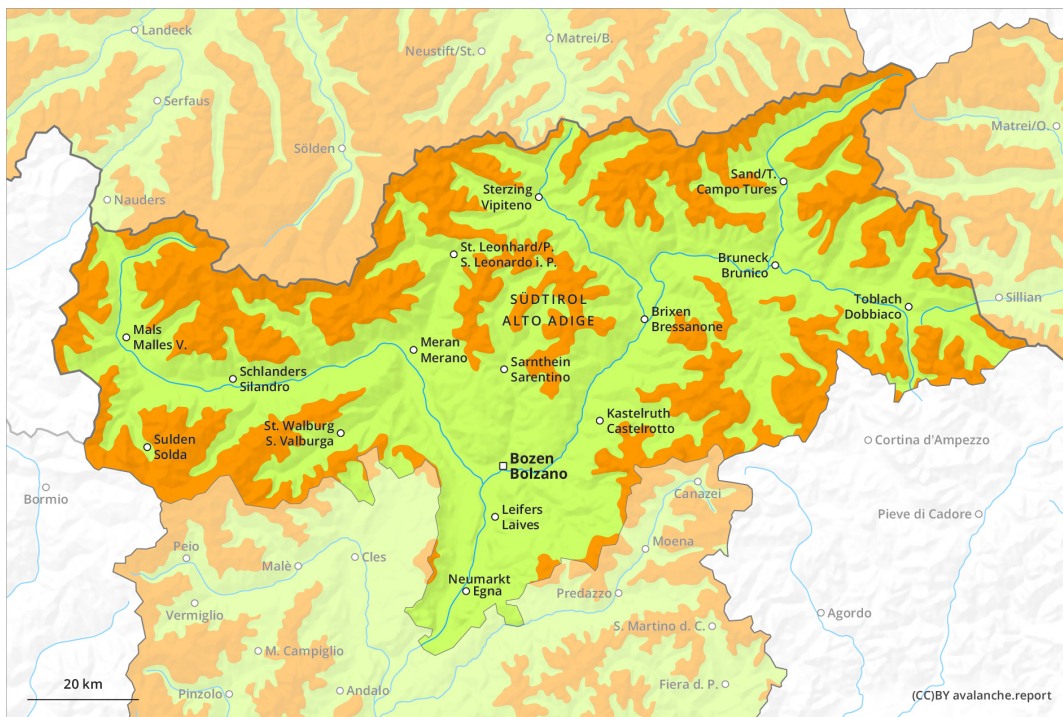 Landeck
Matrei/B.
Neustift/St.
Serfaus
Matrei/O.
Sölden
Sand/T.
Campo Tures
Sterzing
Vipiteno
Nauders
St. Leonhard/P.
S. Leonardo i. P.
Bruneck
Brunico
SÜDTIROL
ALTO ADIGE
Toblach
Dobbiaco
Sillian
Brixen
Bressanone
Mals
Malles V.
Meran
Merano
Sarnthein
Sarentino
Schlanders
Silandro
Kastelruth
Castelrotto
St. Walburg
S. Valburga
Sulden
Solda
Cortina d'Ampezzo
Bozen
Bolzano
Bormio
Canazei
Leifers
Laives
Pieve di Cadore
Moena
Peio
Cles
Malè
Neumarkt
Egna
Predazzo
Vermiglio
Agordo
S. Martino d. C.
M. Campiglio
20 km
Pinzolo
Andalo
Fiera d. P.
(CC)BY avalanche.report